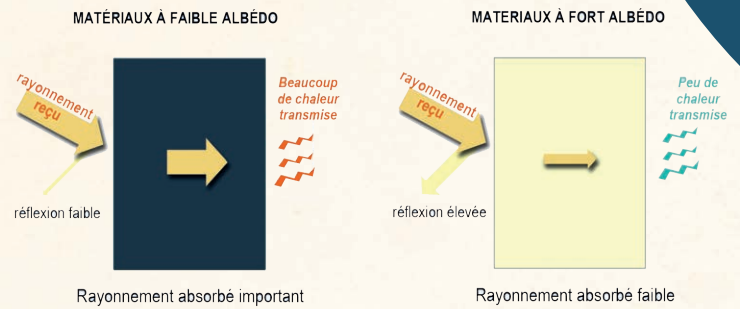 MATÉRIAUX À FAIBLE ALBÉDO
rayonnement
reçu
Beaucoup
de chaleur
transmise
réflexion faible
Rayonnement absorbé important
MATERIAUX À FORT ALBÉDO
rayonnement
reçu
Peu de
chaleur
transmise
réflexion élevée
Rayonnement absorbé faible